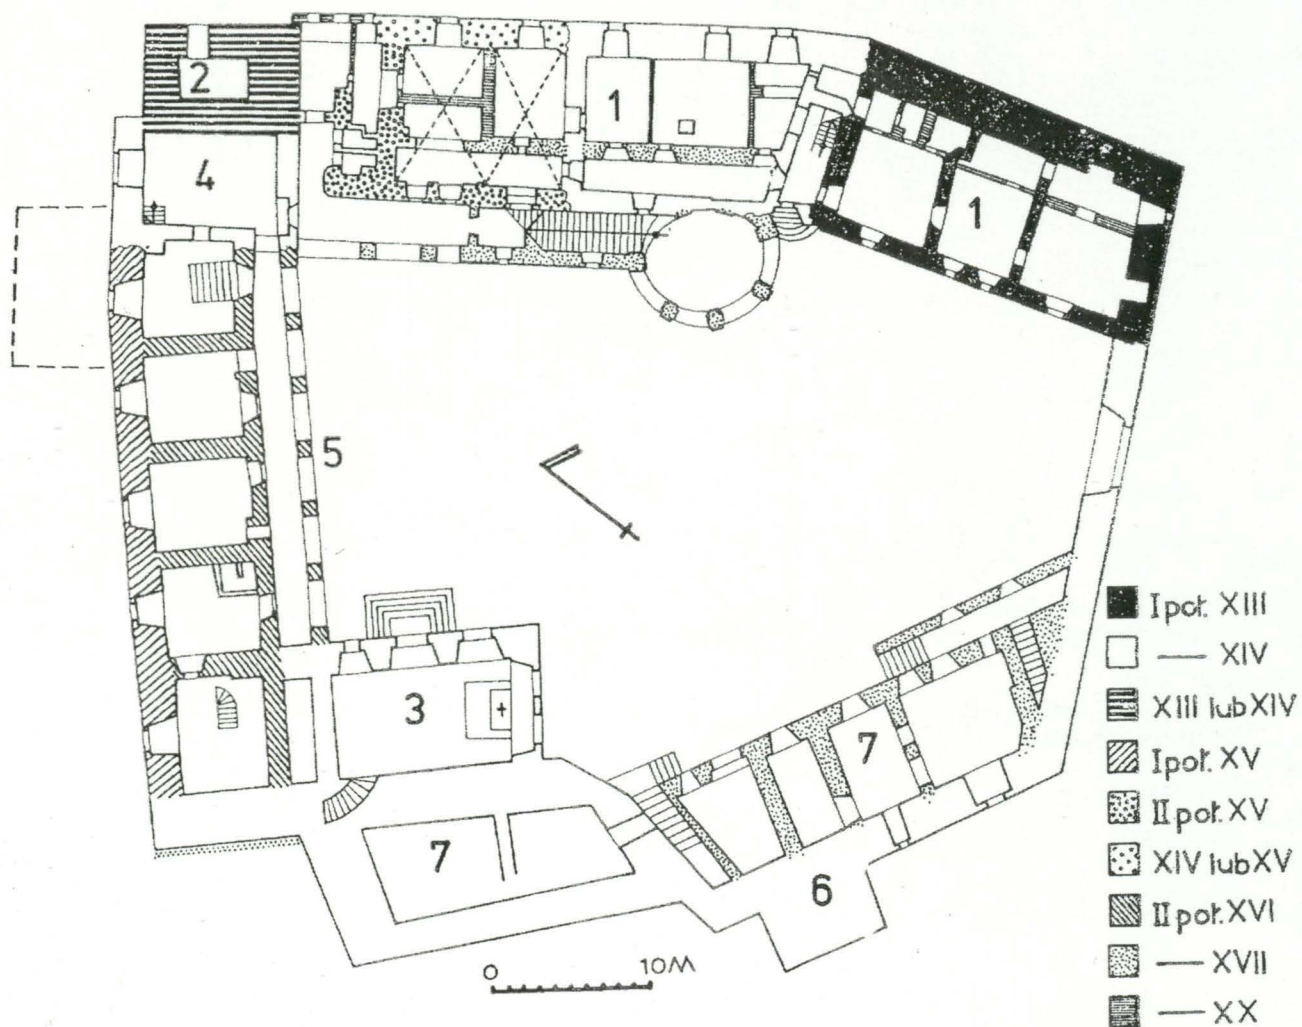 2
1
4
1
5
3
7
7
6
0 10M
I poł. XIII
— XIV
XIII lub XIV
I poł. XV
II poł. XV
XIV lub XV
II poł. XVI
— XVII
— XX